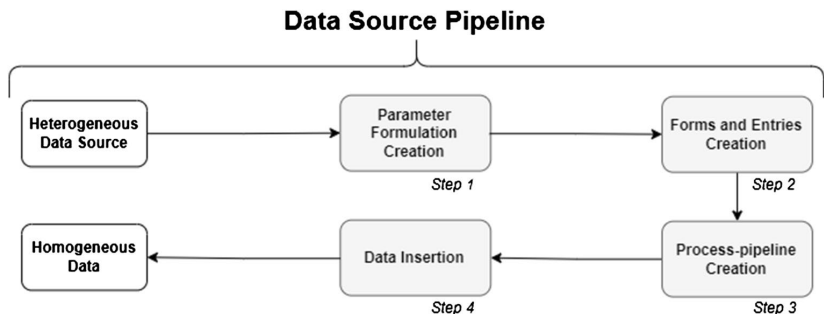 Data Source Pipeline
Heterogeneous
Data Source
Parameter
Formulation
Creation
Step 1
Forms and Entries
Creation
Step 2
Process-pipeline
Creation
Step 3
Data Insertion
Step 4
Homogeneous
Data